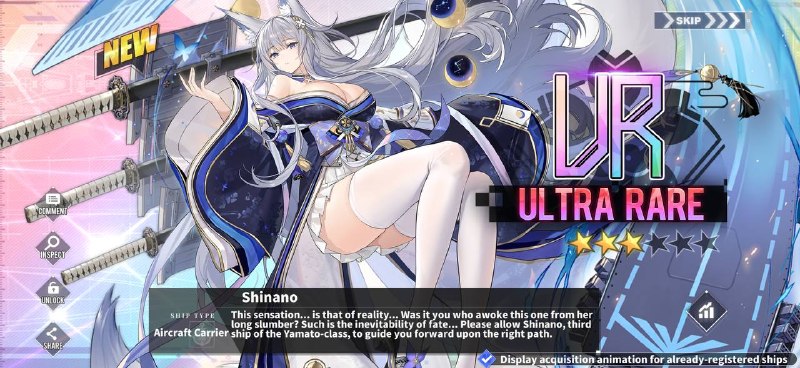 NEW
SKIP
UR
ULTRA RARE
COMMENT
INSPECT
UNLOCK
SHARE
Shinano
SHIP TYPE
Aircraft Carrier
This sensation... is that of reality... Was it you who awoke this one from her
long slumber? Such is the inevitability of fate... Please allow Shinano, third
ship of the Yamato-class, to guide you forward upon the right path.
Display acquisition animation for already-registered ships